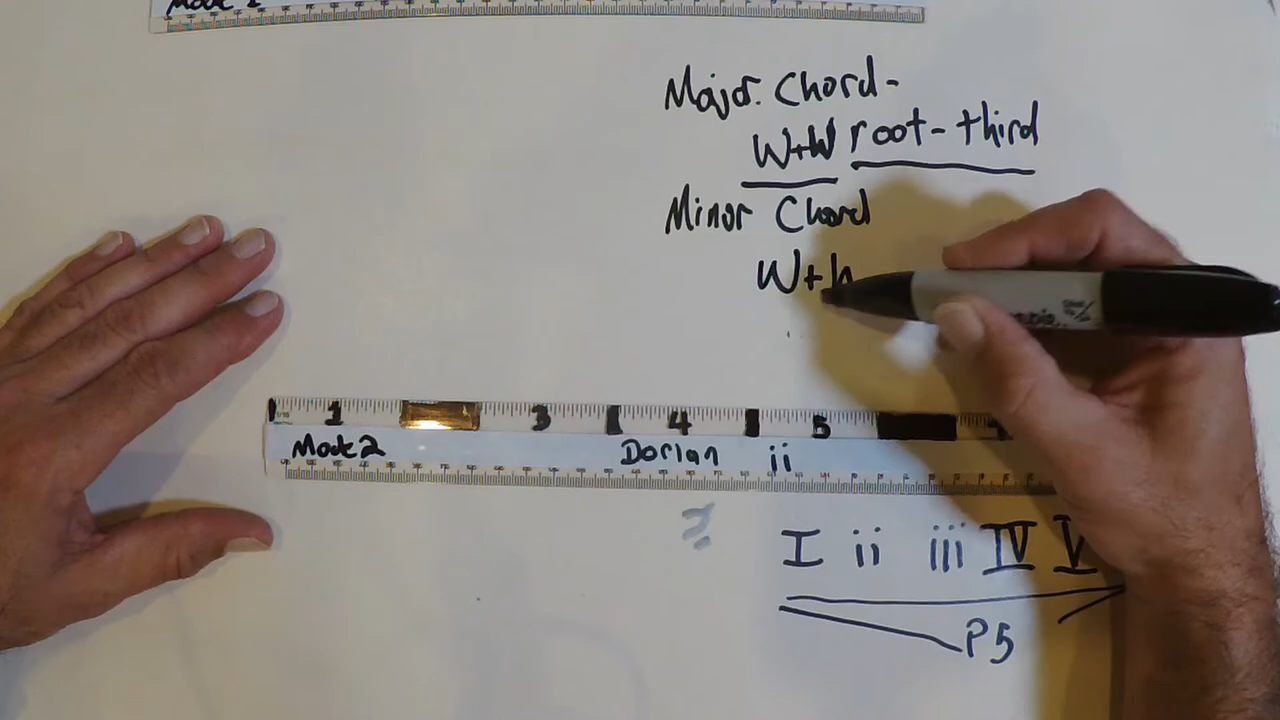 Mode 2
Major. Chord-
W+W root-third
Minor Chord
W+h
1 3 4 5
Mode 2 Dorian ii
I ii iii IV V
P5